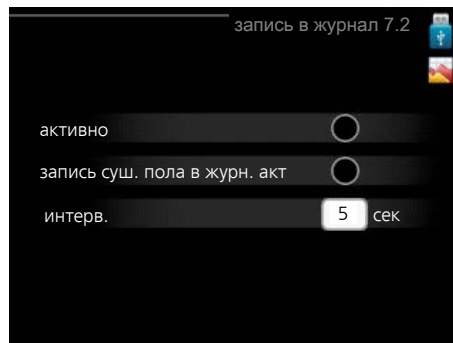 запись в журнал 7.2
активно
запись суш. пола в журн. акт
интерв. 5 сек